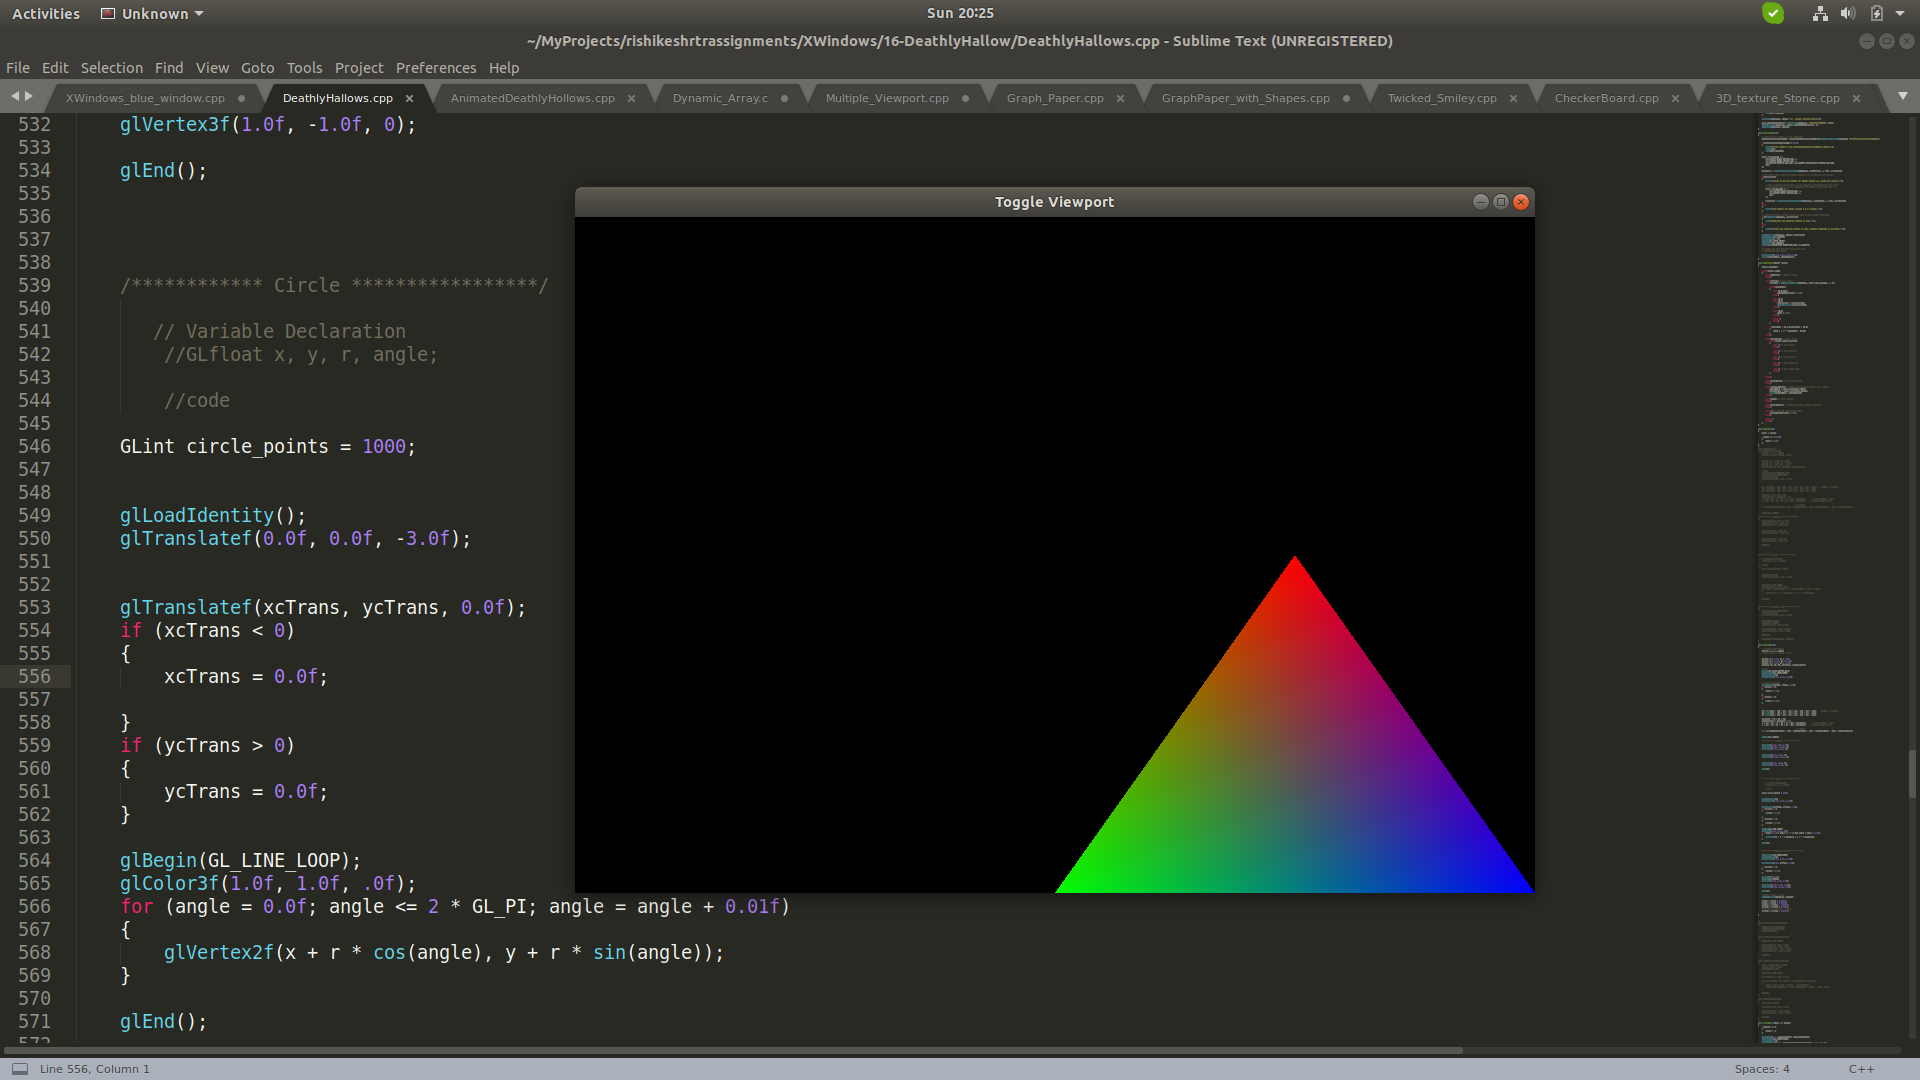 Activities Unknown Sun 20:25
~/MyProjects/rishikeshrtrassignments/XWindows/16-DeathlyHallow/DeatlyHallows.cpp - Sublime Text (UNREGISTERED)
File Edit Selection Find View Goto Tools Project Preferences Help
XWindows_blue_window.cpp DeatlyHallows.cpp AnimatedDeathlyHollows.cpp Dynamic_Array.c Multiple_Viewport.cpp Graph_Paper.cpp GraphPaper_with_Shapes.cpp Twicked_Smiley.cpp CheckerBoard.cpp 3D_texture_Stone.cpp
532 glVertex3f(1.0f, -1.0f, 0);
533
534 glEnd();
535
Toggle Viewport
536
537
538
539 /************ Circle *****************/
540
541 // Variable Declaration
542 //GLfloat x, y, r, angle;
543
544 //code
545
546 GLint circle_points = 1000;
547
548
549 glLoadIdentity();
550 glTranslatef(0.0f, 0.0f, -3.0f);
551
552
553 glTranslatef(xcTrans, ycTrans, 0.0f);
554 if (xcTrans < 0)
555 {
556 xcTrans = 0.0f;
557
558 }
559 if (ycTrans > 0)
560 {
561 ycTrans = 0.0f;
562 }
563
564 glBegin(GL_LINE_LOOP);
565 glColor3f(1.0f, 1.0f, .0f);
566 for (angle = 0.0f; angle <= 2 * GL_PI; angle = angle + 0.01f)
567 {
568 glVertex2f(x + r * cos(angle), y + r * sin(angle));
569 }
570
571 glEnd();
572
Line 556, Column 1 Spaces: 4 C++